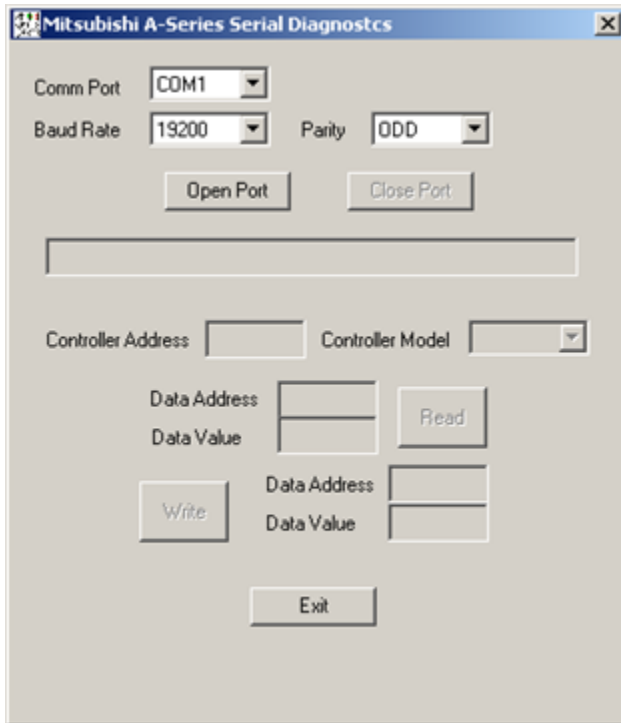 Mitsubishi A-Series Serial Diagnostcs
Comm Port COM1
Baud Rate 19200 Parity ODD
Open Port Close Port
Controller Address Controller Model
Data Address
Data Value
Read
Write
Data Address
Data Value
Exit